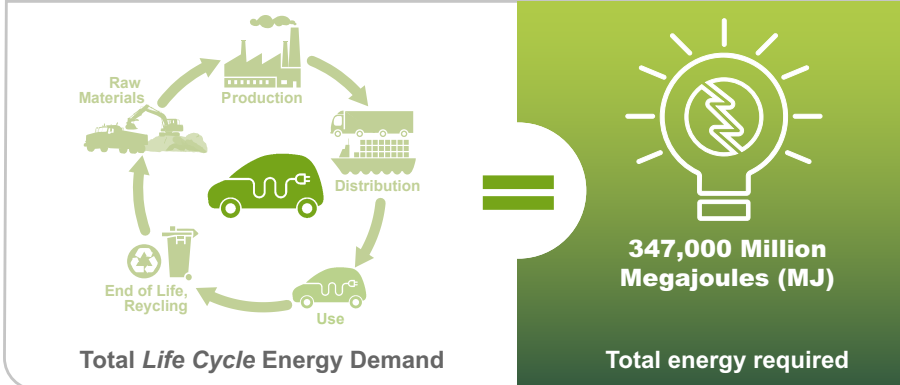 Raw
Materials
Production
Distribution
Use
End of Life,
Reycling
Total Life Cycle Energy Demand
347,000 Million
Megajoules (MJ)
Total energy required